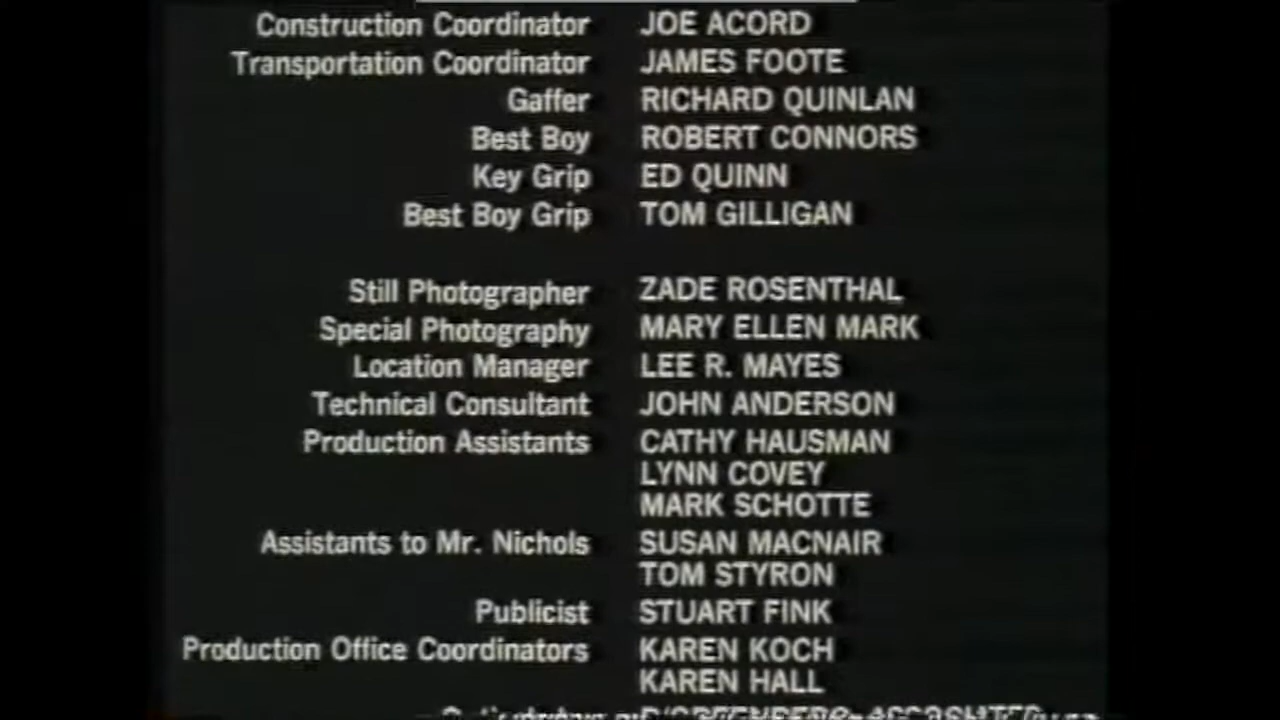 Construction Coordinator JOE ACORD
Transportation Coordinator JAMES FOOTE
Gaffer RICHARD QUINLAN
Best Boy ROBERT CONNORS
Key Grip ED QUINN
Best Boy Grip TOM GILLIGAN
Still Photographer ZADE ROSENTHAL
Special Photography MARY ELLEN MARK
Location Manager LEE R. MAYES
Technical Consultant JOHN ANDERSON
Production Assistants CATHY HAUSMAN
LYNN COVEY
MARK SCHOTTE
Assistants to Mr. Nichols SUSAN MACNAIR
TOM STYRON
Publicist STUART FINK
Production Office Coordinators KAREN KOCH
KAREN HALL